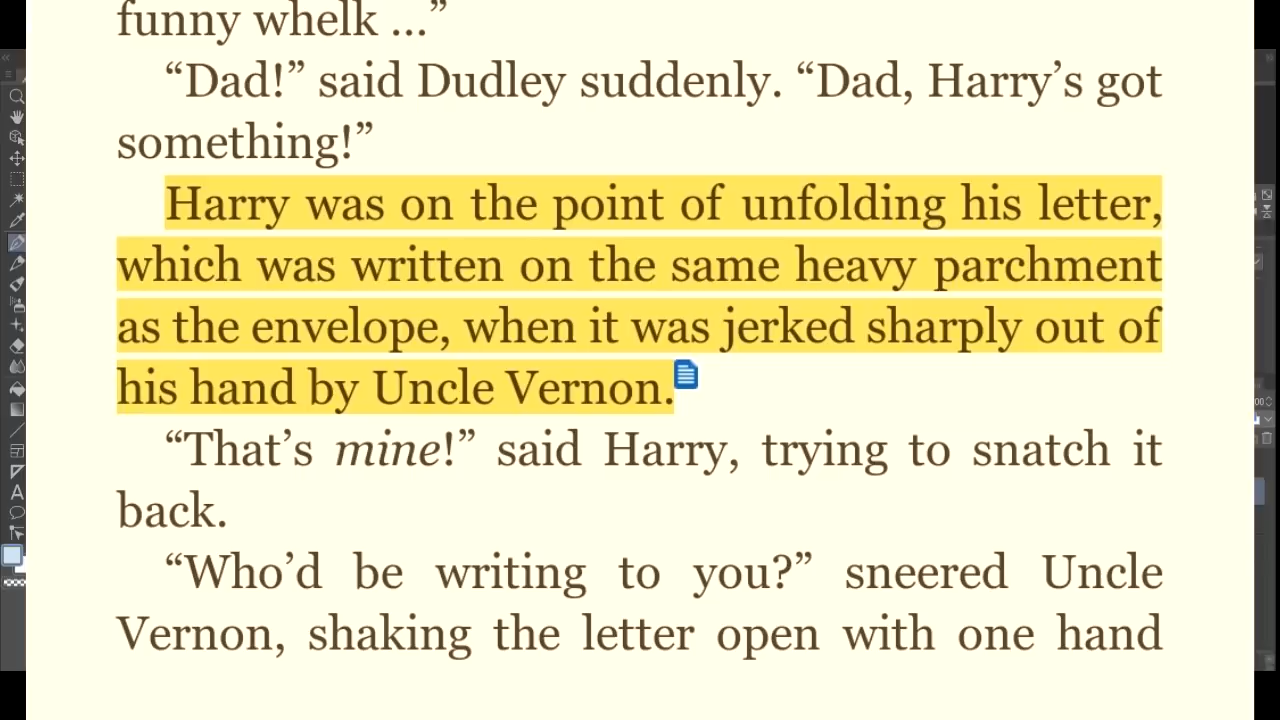 funny whelk ...”
“Dad!” said Dudley suddenly. “Dad, Harry’s got
something!”
Harry was on the point of unfolding his letter,
which was written on the same heavy parchment
as the envelope, when it was jerked sharply out of
his hand by Uncle Vernon.
“That’s mine!” said Harry, trying to snatch it
back.
“Who’d be writing to you?” sneered Uncle
Vernon, shaking the letter open with one hand